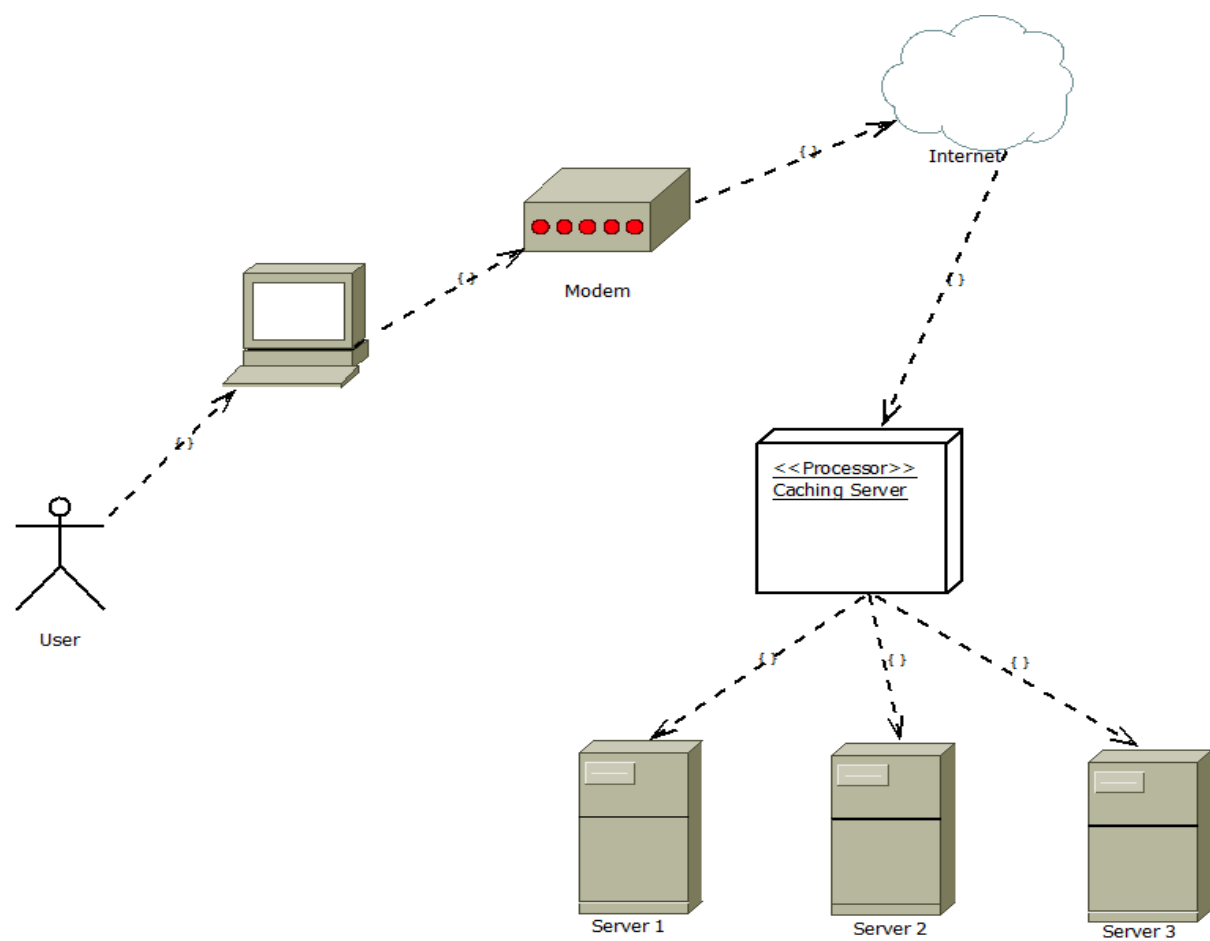 Internet
{ }
{ }
Modem
{ }
{ }
<<Processor>>
Caching Server
User
{ }
{ }
{ }
Server 1
Server 2
Server 3